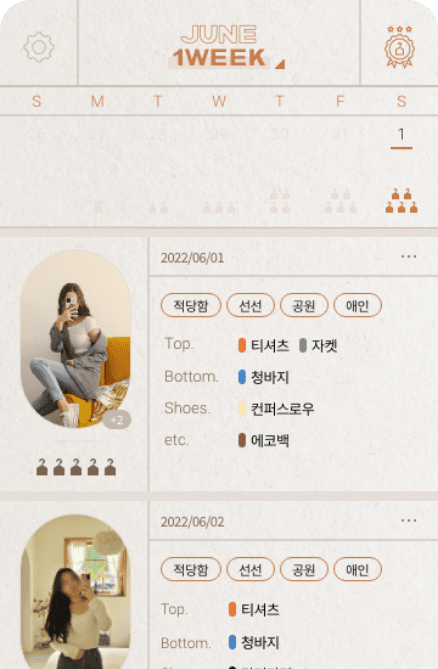 JUNE
1WEEK
S M T W T F S
26 27 28 29 30 31 1
2022/06/01 ···
적당함 선선 공원 애인
Top. 티셔츠 자켓
Bottom. 청바지
Shoes. 컨퍼스로우
etc. 에코백
+2
2022/06/02 ···
적당함 선선 공원 애인
Top. 티셔츠
Bottom. 청바지